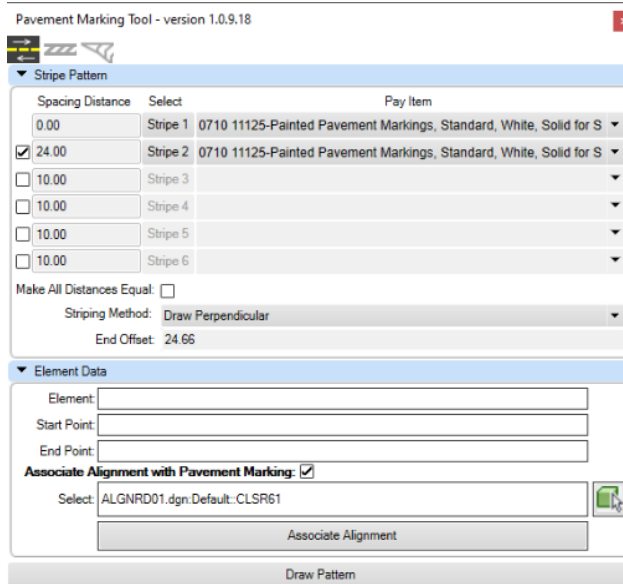 Pavement Marking Tool - version 1.0.9.18
Stripe Pattern
Spacing Distance Select Pay Item
0.00 Stripe 1 0710 11125-Painted Pavement Markings, Standard, White, Solid for S
24.00 Stripe 2 0710 11125-Painted Pavement Markings, Standard, White, Solid for S
10.00 Stripe 3
10.00 Stripe 4
10.00 Stripe 5
10.00 Stripe 6
Make All Distances Equal:
Striping Method: Draw Perpendicular
End Offset: 24.66
Element Data
Element:
Start Point:
End Point:
Associate Alignment with Pavement Marking:
Select: ALGNRD01.dgn:Default::CLSR61
Associate Alignment
Draw Pattern